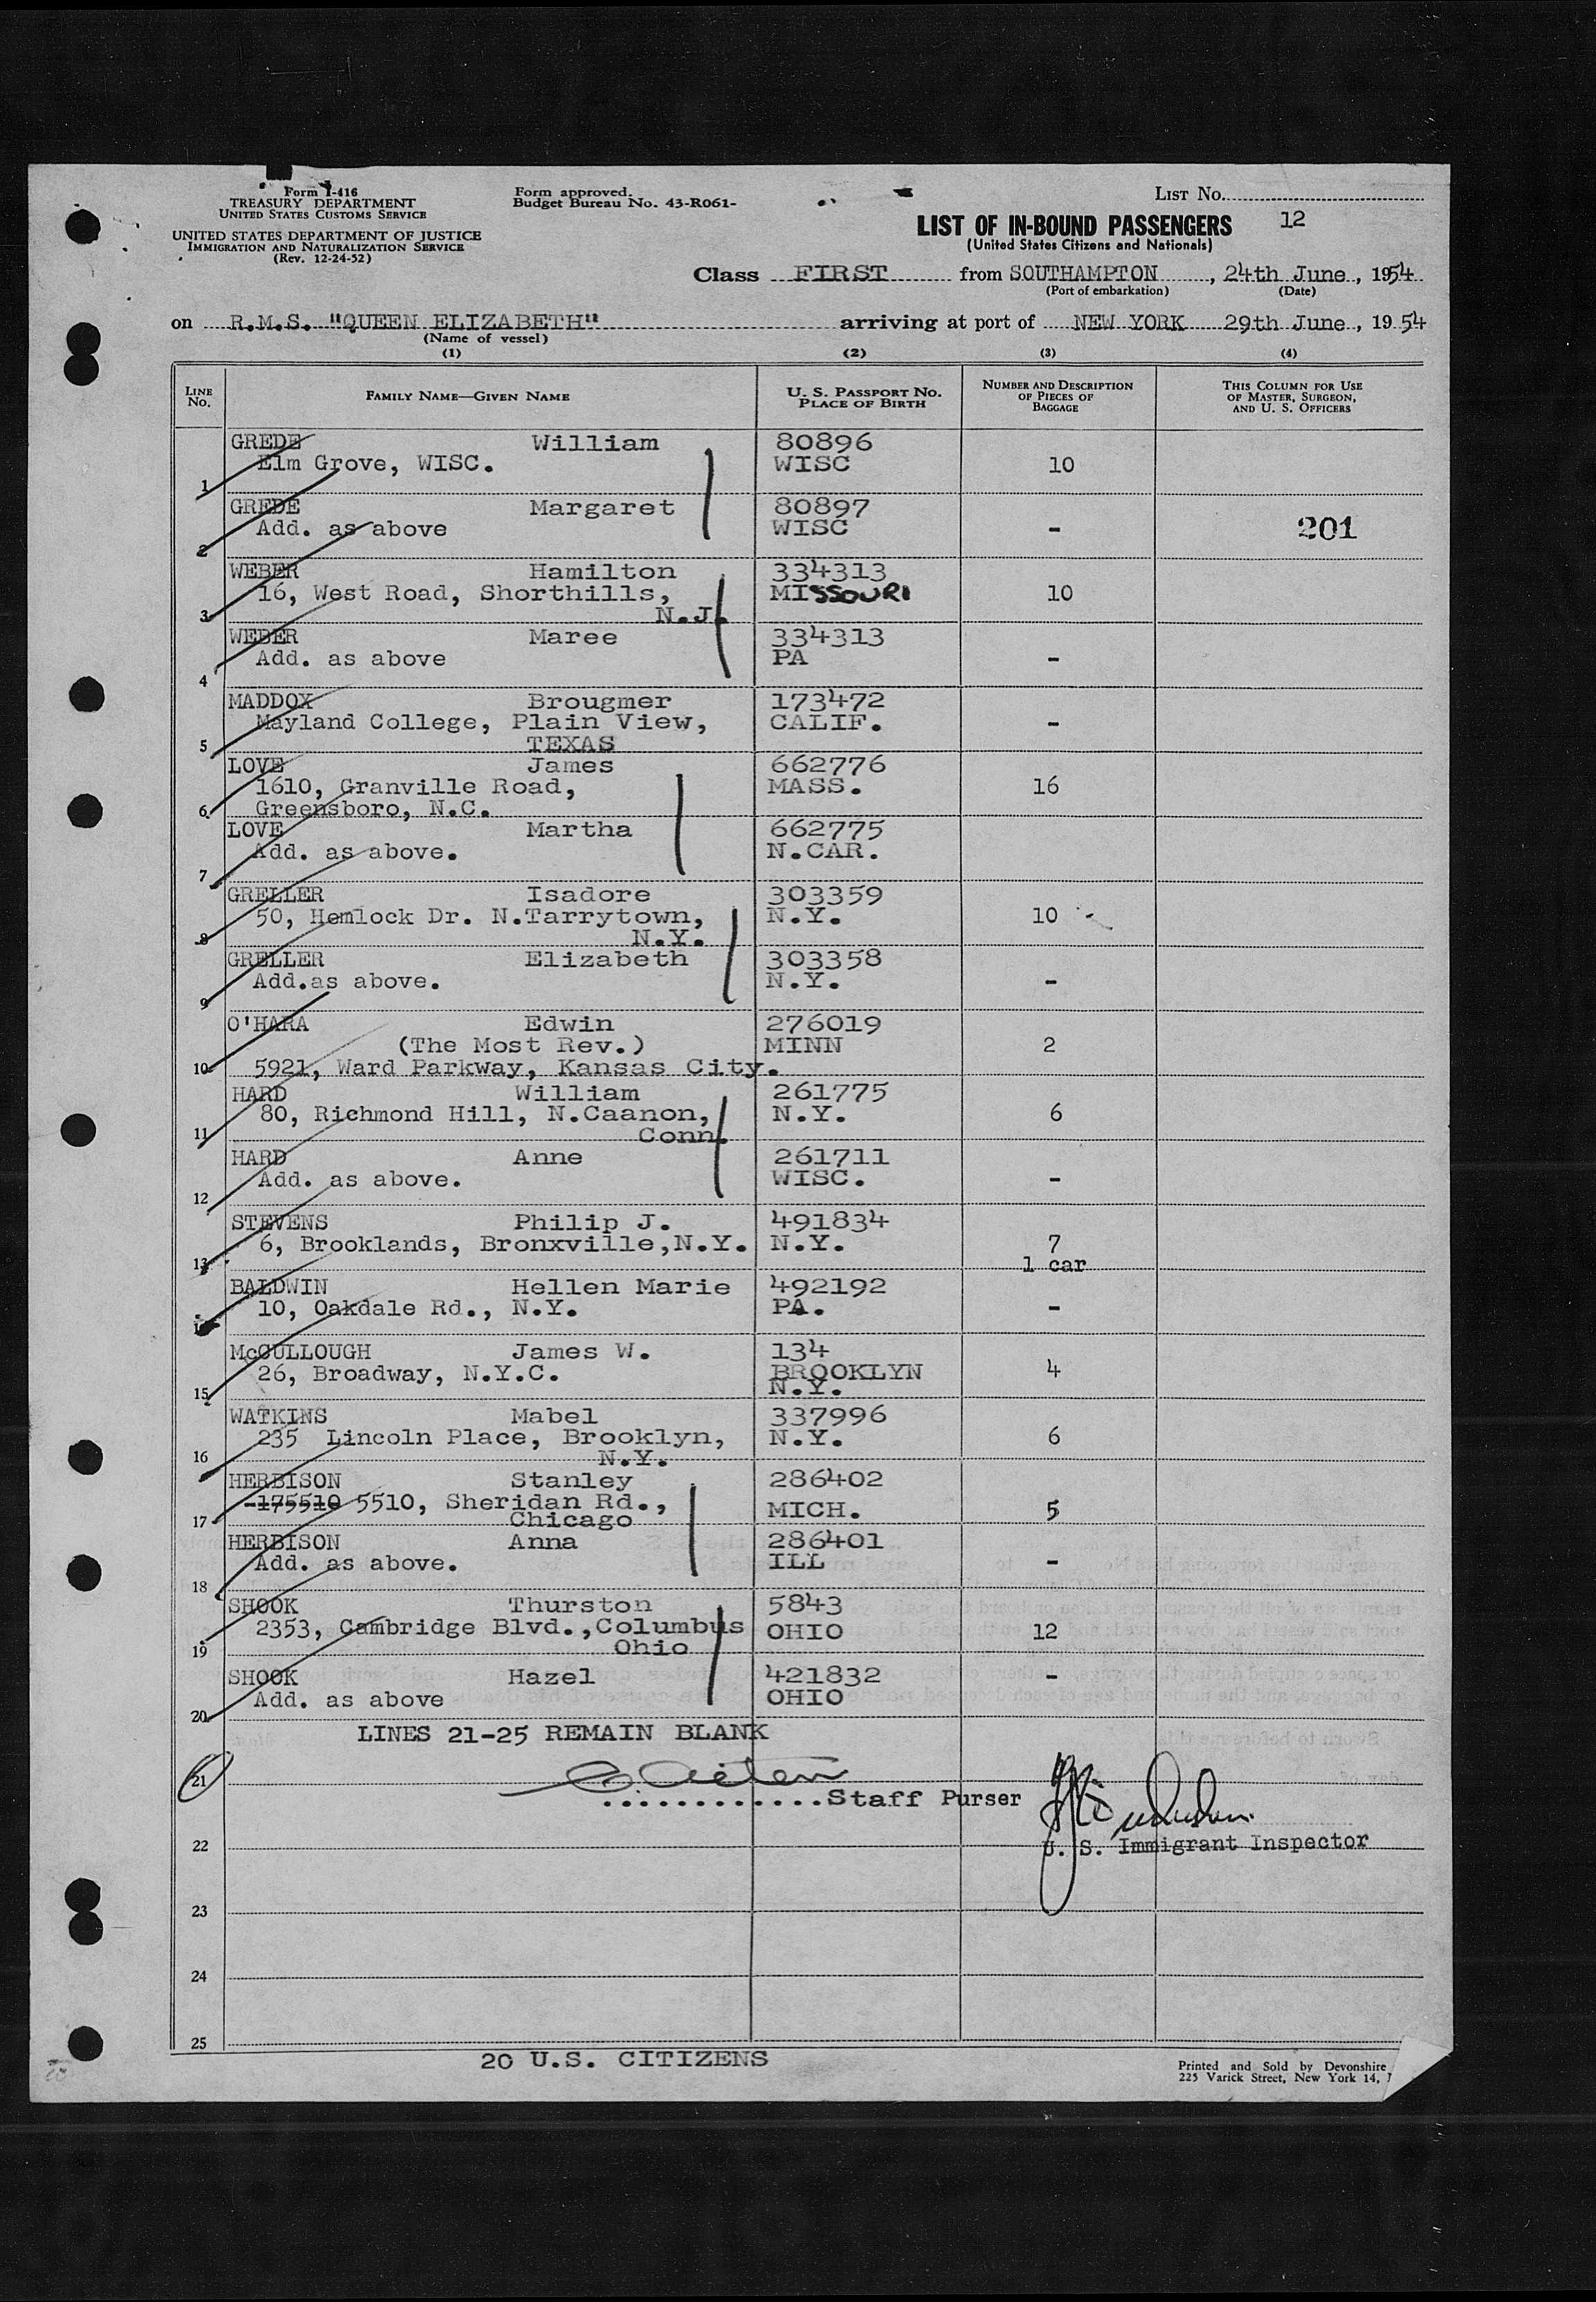 Form I-416
TREASURY DEPARTMENT
UNITED STATES CUSTOMS SERVICE
UNITED STATES DEPARTMENT OF JUSTICE
IMMIGRATION AND NATURALIZATION SERVICE
(Rev. 12-24-52)
Form approved.
Budget Bureau No. 43-R061-
LIST NO.
12
LIST OF IN-BOUND PASSENGERS
(United States Citizens and Nationals)
Class FIRST from SOUTHAMPTON, 24th June, 1954
(Port of embarkation) (Date)
on R.M.S. "QUEEN ELIZABETH" arriving at port of NEW YORK 29th June, 1954
(Name of vessel)
(1) (2) (3) (4)
LINE NO. FAMILY NAME—GIVEN NAME U. S. PASSPORT NO. PLACE OF BIRTH NUMBER AND DESCRIPTION OF PIECES OF BAGGAGE THIS COLUMN FOR USE OF MASTER, SURGEON, AND U. S. OFFICERS
GREDE William 80896
1 Elm Grove, WISC. WISC 10
GREDE Margaret 80897
2 Add. as above WISC - 201
WEBER Hamilton 334313
3 16, West Road, Shorthills, MISSOURI 10
N.J.
WEBER Maree 334313
4 Add. as above PA -
MADDOX Brougmer 173472
5 Mayland College, Plain View, CALIF. -
TEXAS
LOVE James 662776
6 1610, Granville Road, MASS. 16
Greensboro, N.C.
LOVE Martha 662775
7 Add. as above. N.CAR.
GRELLER Isadore 303359
8 50, Hemlock Dr. N.Tarrytown, N.Y. 10
N.Y.
GRELLER Elizabeth 303358
9 Add.as above. N.Y. -
O'HARA Edwin 276019
(The Most Rev.) MINN 2
10 5921, Ward Parkway, Kansas City.
HARD William 261775
11 80, Richmond Hill, N.Caanon, N.Y. 6
Conn.
HARD Anne 261711
12 Add. as above. WISC. -
STEVENS Philip J. 491834
13 6, Brooklands, Bronxville,N.Y. N.Y. 7
1 car
BALDWIN Hellen Marie 492192
10, Oakdale Rd., N.Y. PA. -
McCULLOUGH James W. 134
15 26, Broadway, N.Y.C. BROOKLYN 4
N.Y.
WATKINS Mabel 337996
16 235 Lincoln Place, Brooklyn, N.Y. 6
N.Y.
HERBISON Stanley 286402
17 175510 5510, Sheridan Rd., MICH. 5
Chicago
HERBISON Anna 286401
18 Add. as above. ILL -
SHOOK Thurston 5843
19 2353, Cambridge Blvd.,Columbus OHIO 12
Ohio
SHOOK Hazel 421832 -
20 Add. as above OHIO
LINES 21-25 REMAIN BLANK
21
............Staff Purser
22 U. S. Immigrant Inspector
23
24
25
20 U.S. CITIZENS
Printed and Sold by Devonshire
225 Varick Street, New York 14,